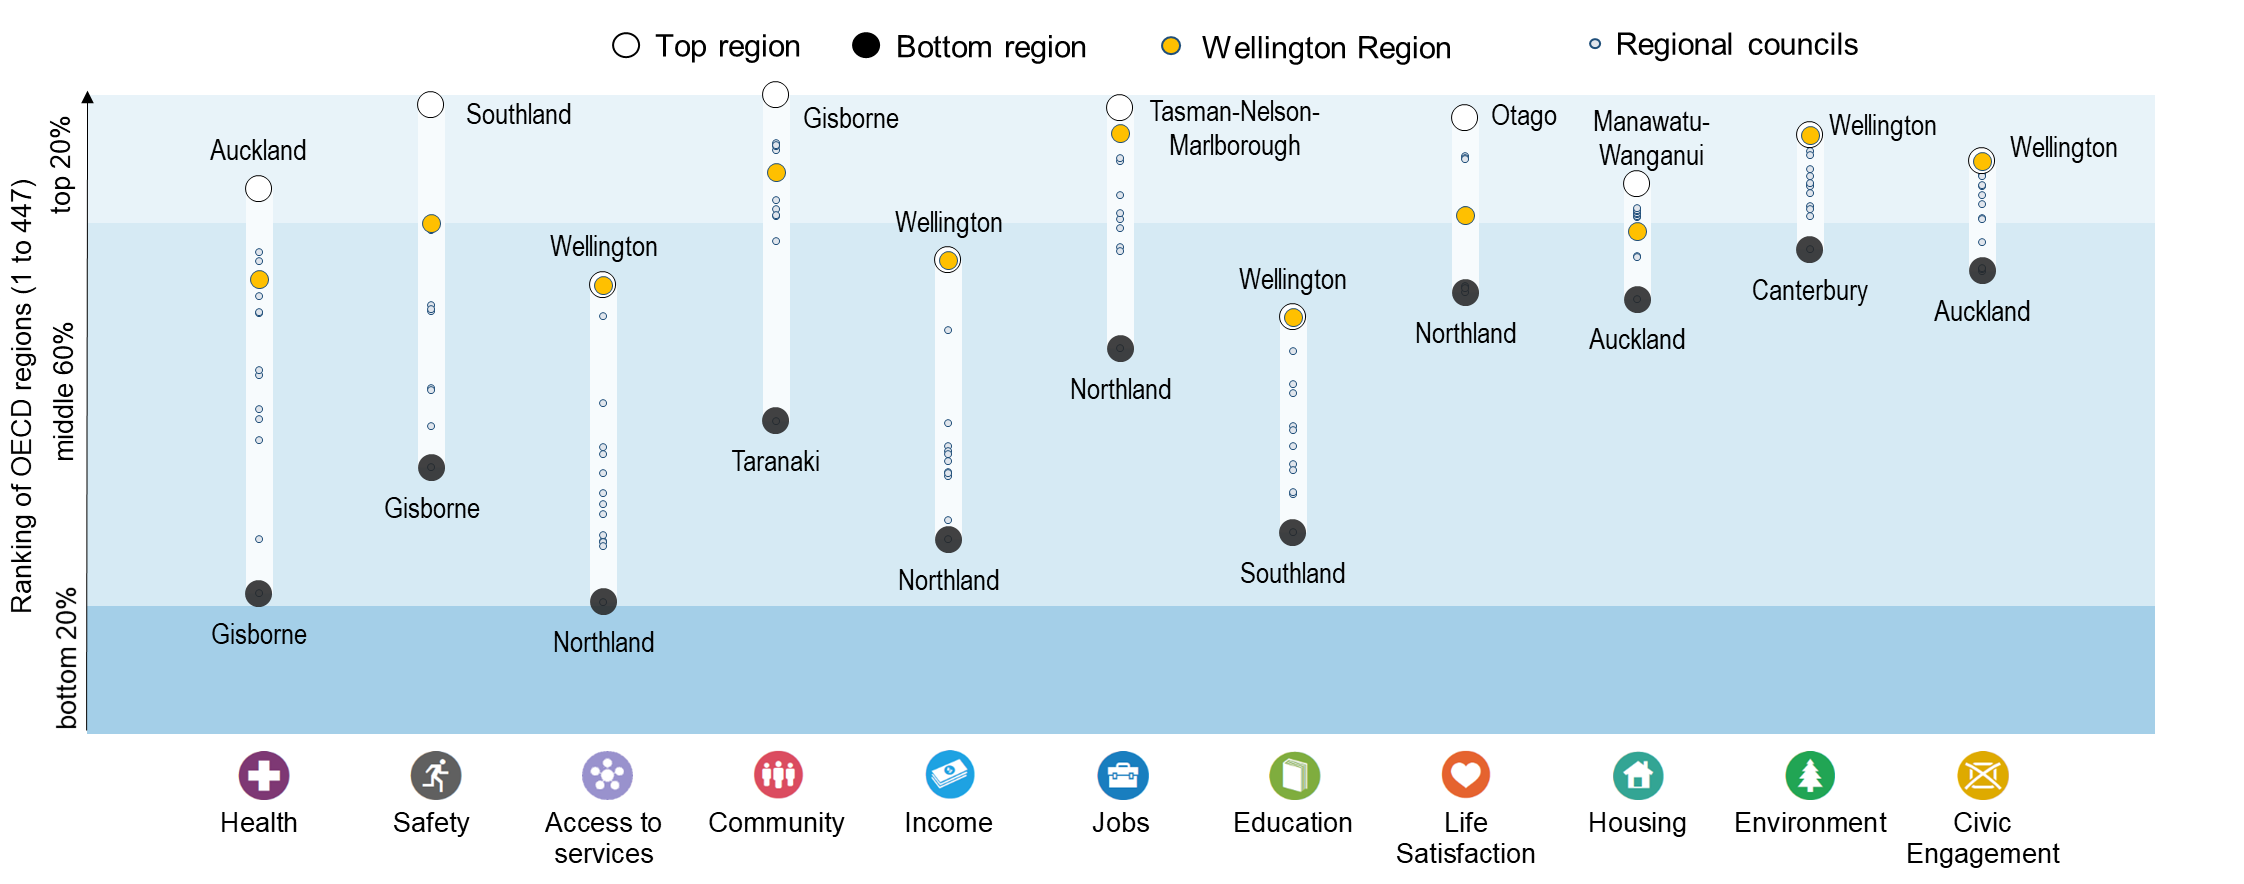 Top region
Bottom region
Wellington Region
Regional councils
Ranking of OECD regions (1 to 447)
top 20%
middle 60%
bottom 20%
Auckland
Gisborne
Southland
Gisborne
Wellington
Northland
Gisborne
Taranaki
Wellington
Northland
Tasman-Nelson-
Marlborough
Northland
Wellington
Southland
Otago
Northland
Manawatu-
Wanganui
Auckland
Wellington
Canterbury
Wellington
Auckland
Health
Safety
Access to
services
Community
Income
Jobs
Education
Life
Satisfaction
Housing
Environment
Civic
Engagement